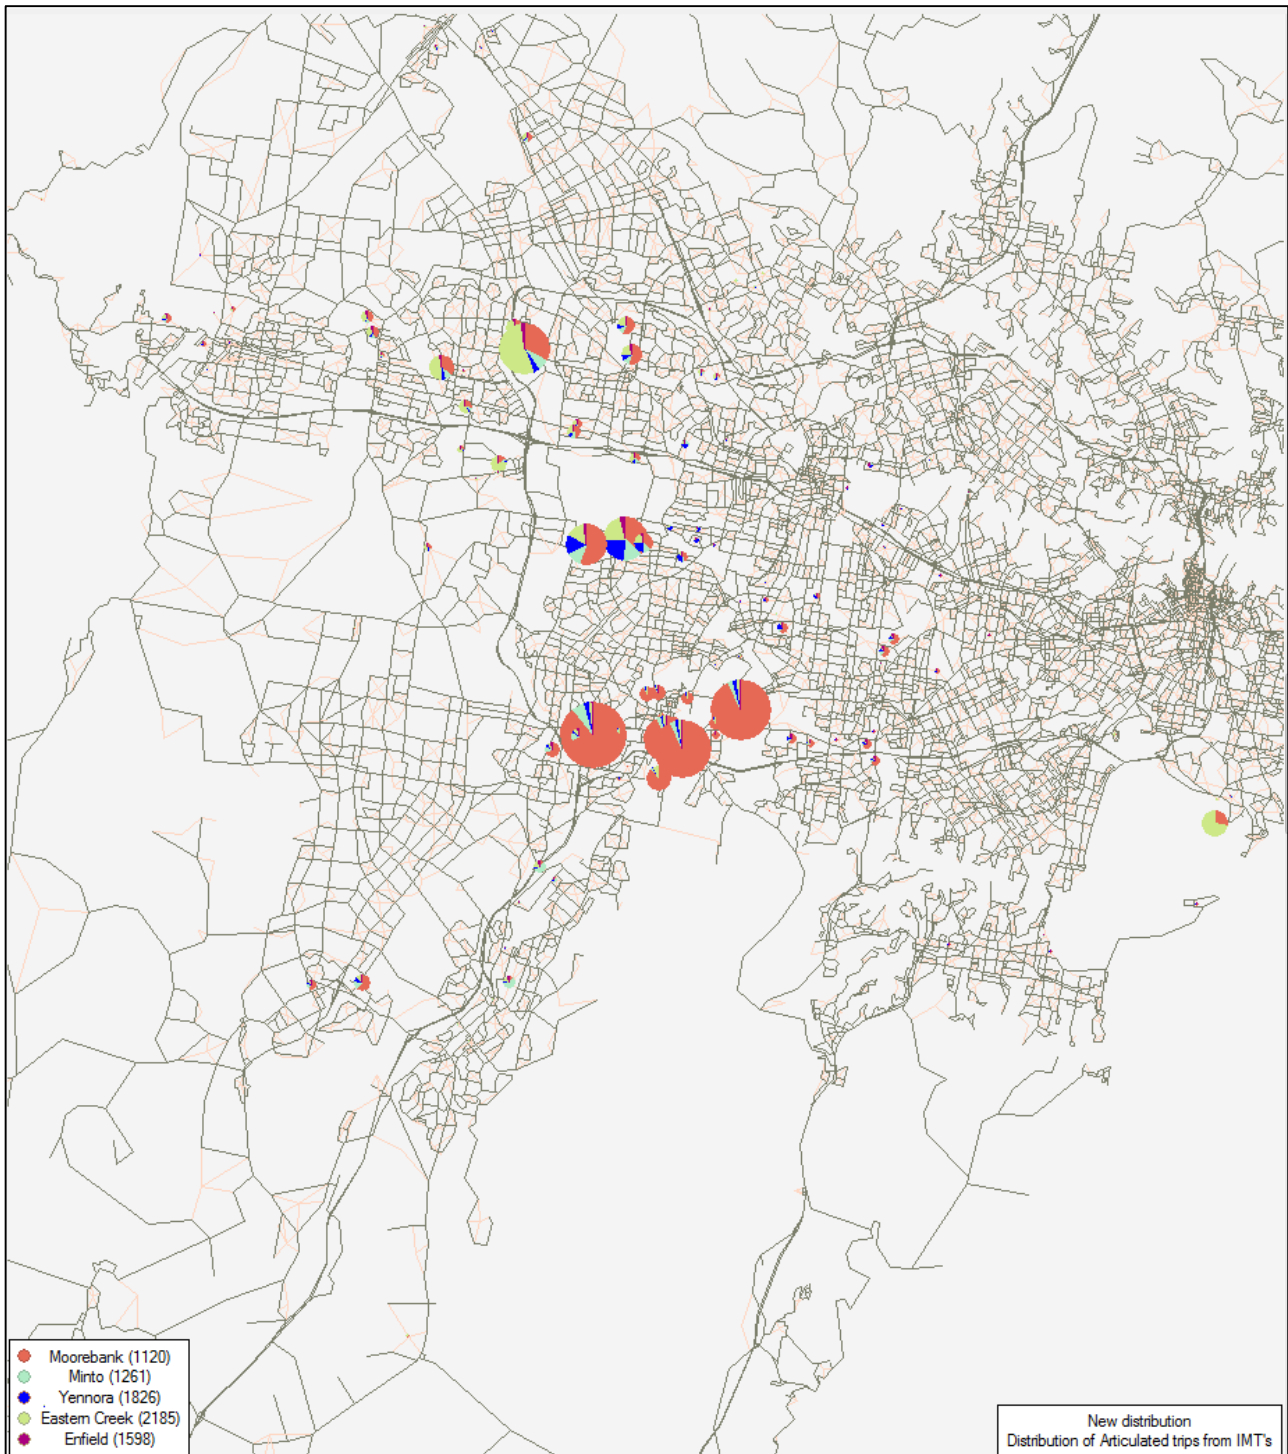 Moorebank (1120)
Minto (1261)
Yennora (1826)
Eastern Creek (2185)
Enfield (1598)
New distribution
Distribution of Articulated trips from IMT's